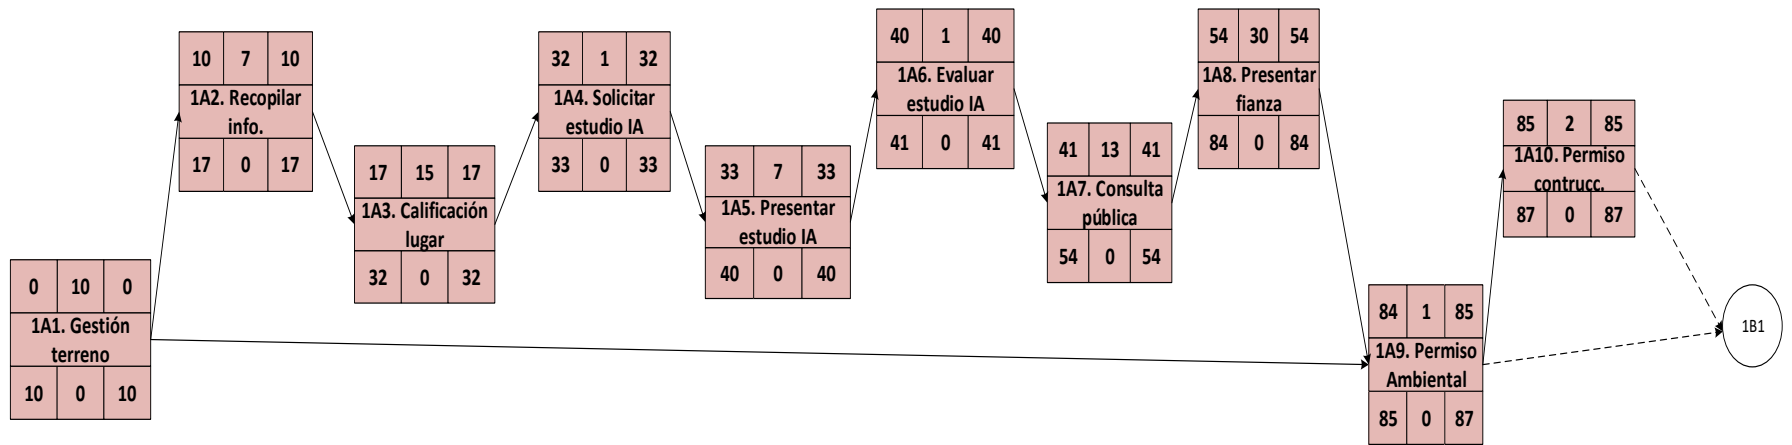 0 10 0
1A1. Gestión
terreno
10 0 10
10 7 10
1A2. Recopilar
info.
17 0 17
17 15 17
1A3. Calificación
lugar
32 0 32
32 1 32
1A4. Solicitar
estudio IA
33 0 33
33 7 33
1A5. Presentar
estudio IA
40 0 40
40 1 40
1A6. Evaluar
estudio IA
41 0 41
41 13 41
1A7. Consulta
pública
54 0 54
54 30 54
1A8. Presentar
fianza
84 0 84
84 1 85
1A9. Permiso
Ambiental
85 0 87
85 2 85
1A10. Permiso
contrucc.
87 0 87
1B1